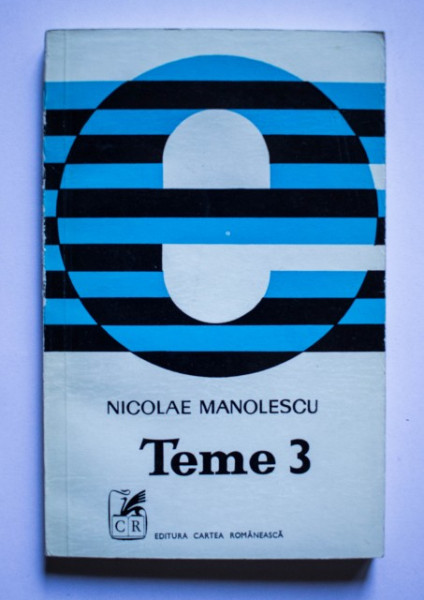 NICOLAE MANOLESCU
Teme 3
CR
EDITURA CARTEA ROMÂNEASCĂ